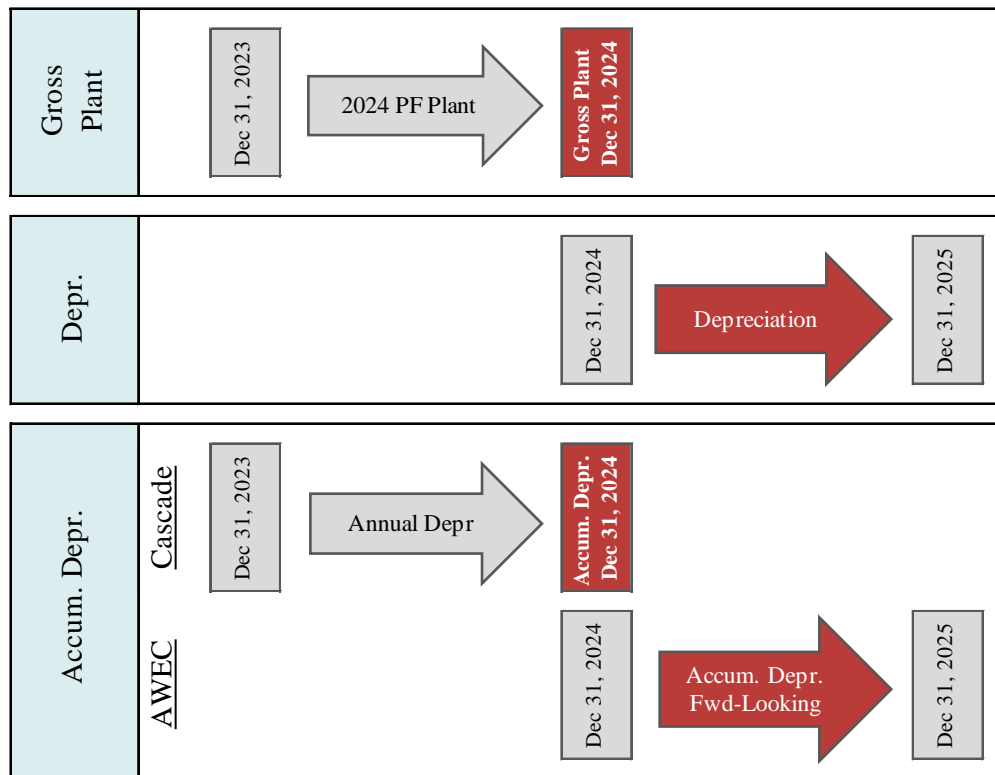 Gross
Plant
Dec 31, 2023
2024 PF Plant
Gross Plant
Dec 31, 2024
Depr.
Dec 31, 2024
Depreciation
Dec 31, 2025
Accum. Depr.
Cascade
Dec 31, 2023
Annual Depr
Accum. Depr.
Dec 31, 2024
AWEC
Dec 31, 2024
Accum. Depr.
Fwd-Looking
Dec 31, 2025